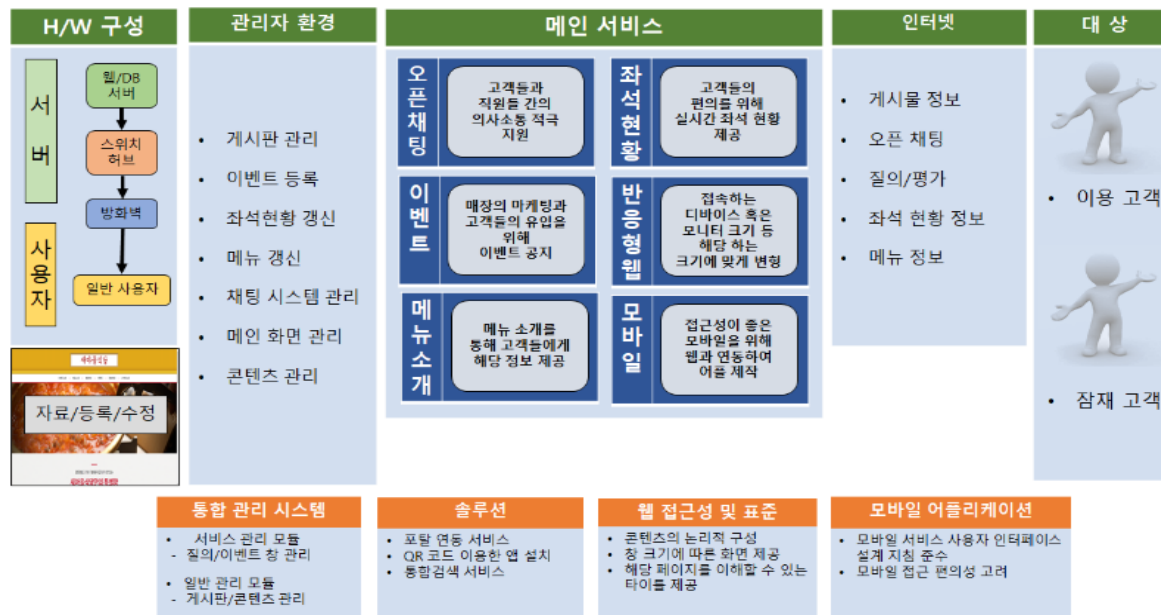 H/W 구성
서
버
웹/DB
서버
스위치
허브
방화벽
사
용
자
일반 사용자
자료/등록/수정
관리자 환경
• 게시판 관리
• 이벤트 등록
• 좌석현황 갱신
• 메뉴 갱신
• 채팅 시스템 관리
• 메인 화면 관리
• 콘텐츠 관리
메인 서비스
오
픈
채
팅
고객들과
직원들 간의
의사소통 적극
지원
좌
석
현
황
고객들의
편의를 위해
실시간 좌석 현황
제공
이
벤
트
매장의 마케팅과
고객들의 유입을
위해
이벤트 공지
반
응
형
웹
접속하는
디바이스 혹은
모니터 크기 등
해당 하는
크기에 맞게 변형
메
뉴
소
개
메뉴 소개를
통해 고객들에게
해당 정보 제공
모
바
일
접근성이 좋은
모바일을 위해
웹과 연동하여
어플 제작
인터넷
• 게시물 정보
• 오픈 채팅
• 질의/평가
• 좌석 현황 정보
• 메뉴 정보
대 상
• 이용 고객
• 잠재 고객
통합 관리 시스템
• 서비스 관리 모듈
- 질의/이벤트 창 관리
• 일반 관리 모듈
- 게시판/콘텐츠 관리
솔루션
• 포탈 연동 서비스
• QR 코드 이용한 앱 설치
• 통합검색 서비스
웹 접근성 및 표준
• 콘텐츠의 논리적 구성
• 창 크기에 따른 화면 제공
• 해당 페이지를 이해할 수 있는
타이틀 제공
모바일 어플리케이션
• 모바일 서비스 사용자 인터페이스
설계 지침 준수
• 모바일 접근 편의성 고려